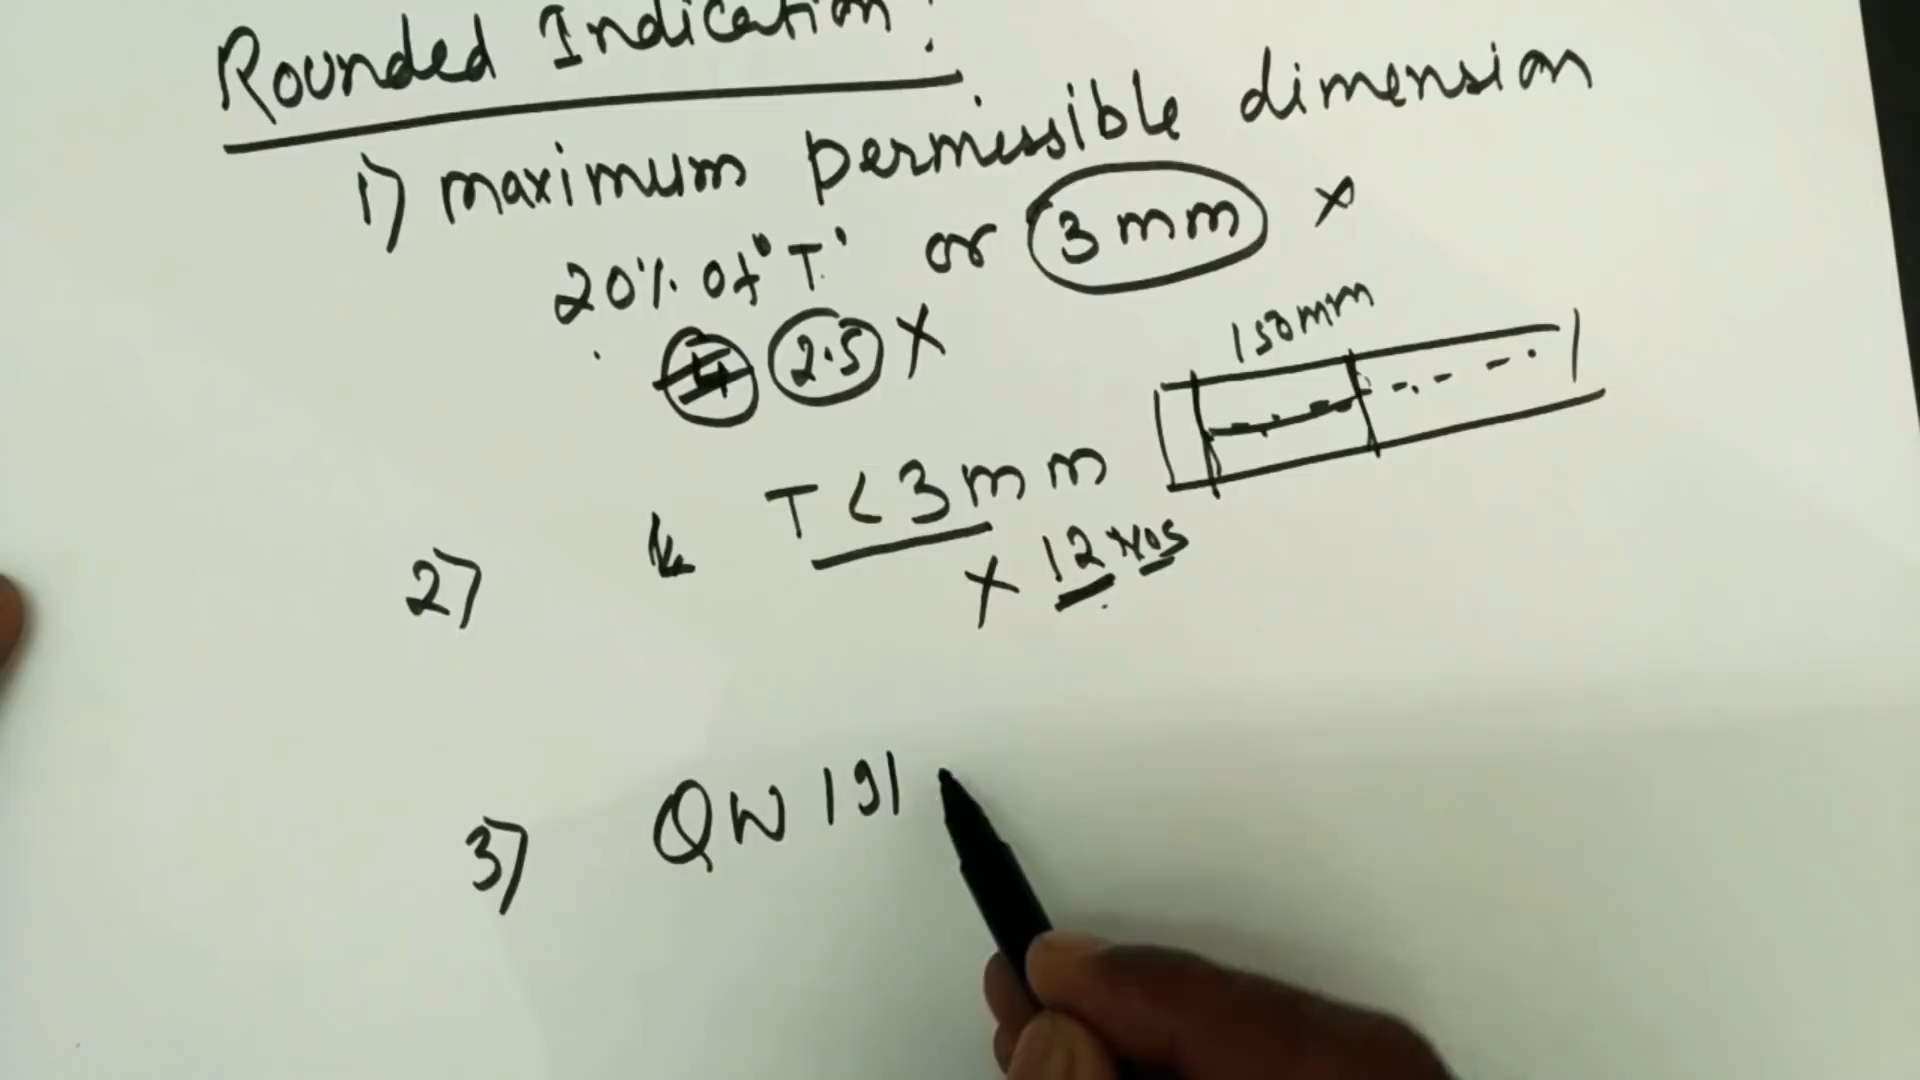 Rounded Indication:
1) maximum permissible dimension
20% of "T" or 3mm x
2.5 X
150mm
2) T < 3mm
X 12 Nos
3) QW 191